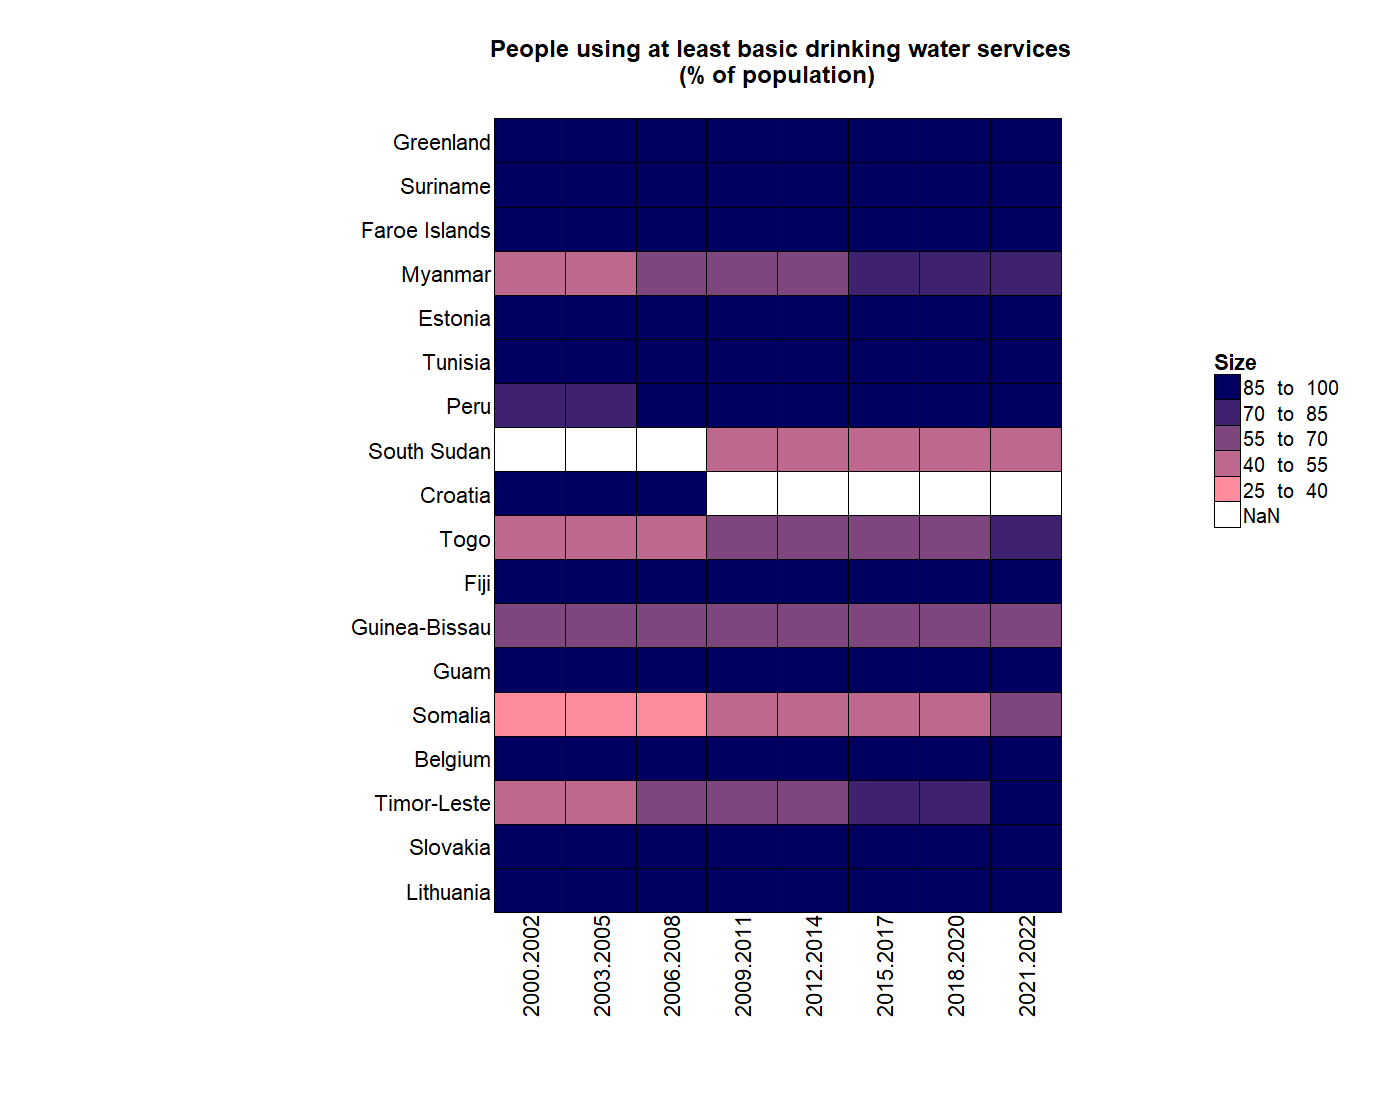 People using at least basic drinking water services
(% of population)
Greenland
Suriname
Faroe Islands
Myanmar
Estonia
Tunisia
Peru
South Sudan
Croatia
Togo
Fiji
Guinea-Bissau
Guam
Somalia
Belgium
Timor-Leste
Slovakia
Lithuania
2000.2002
2003.2005
2006.2008
2009.2011
2012.2014
2015.2017
2018.2020
2021.2022
Size
85 to 100
70 to 85
55 to 70
40 to 55
25 to 40
NaN